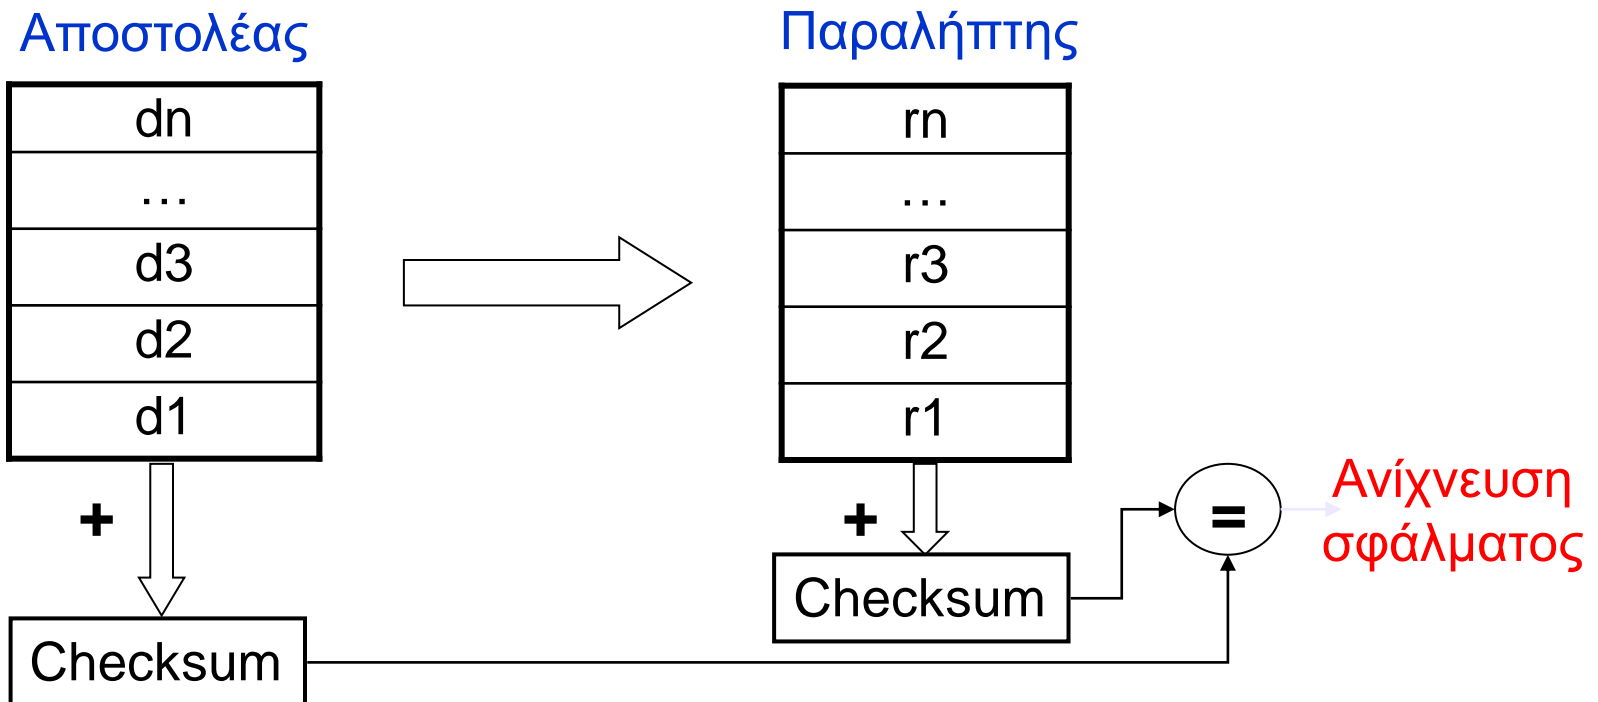 Αποστολέας
Παραλήπτης
dn
…
d3
d2
d1
rn
…
r3
r2
r1
+
+
Checksum
Checksum
=
Ανίχνευση
σφάλματος